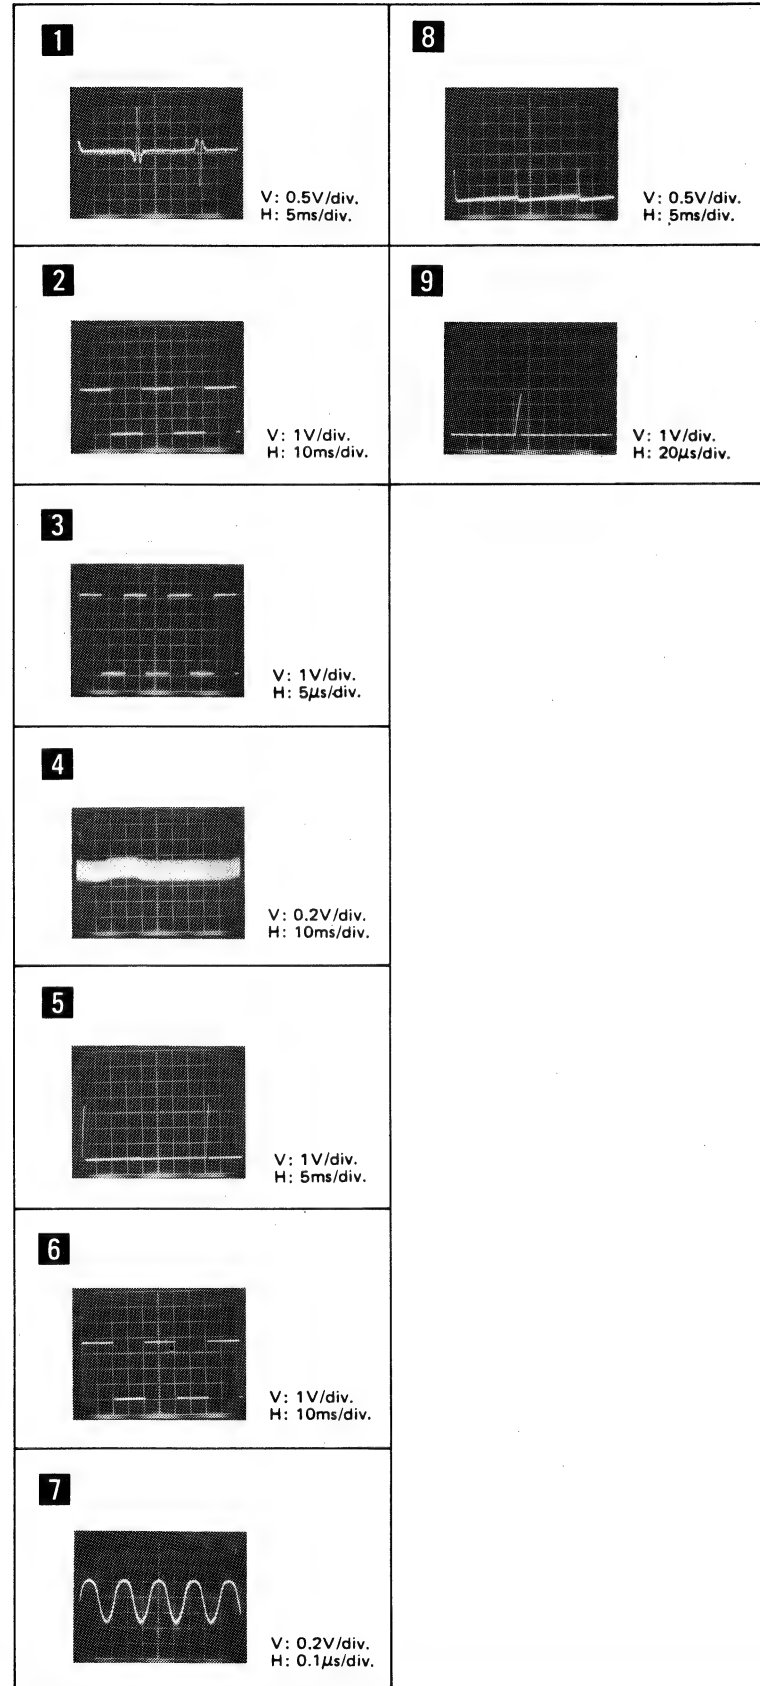 1
V: 0.5V/div.
H: 5ms/div.
2
V: 1V/div.
H: 10ms/div.
3
V: 1V/div.
H: 5μs/div.
4
V: 0.2V/div.
H: 10ms/div.
5
V: 1V/div.
H: 5ms/div.
6
V: 1V/div.
H: 10ms/div.
7
V: 0.2V/div.
H: 0.1μs/div.
8
V: 0.5V/div.
H: 5ms/div.
9
V: 1V/div.
H: 20μs/div.